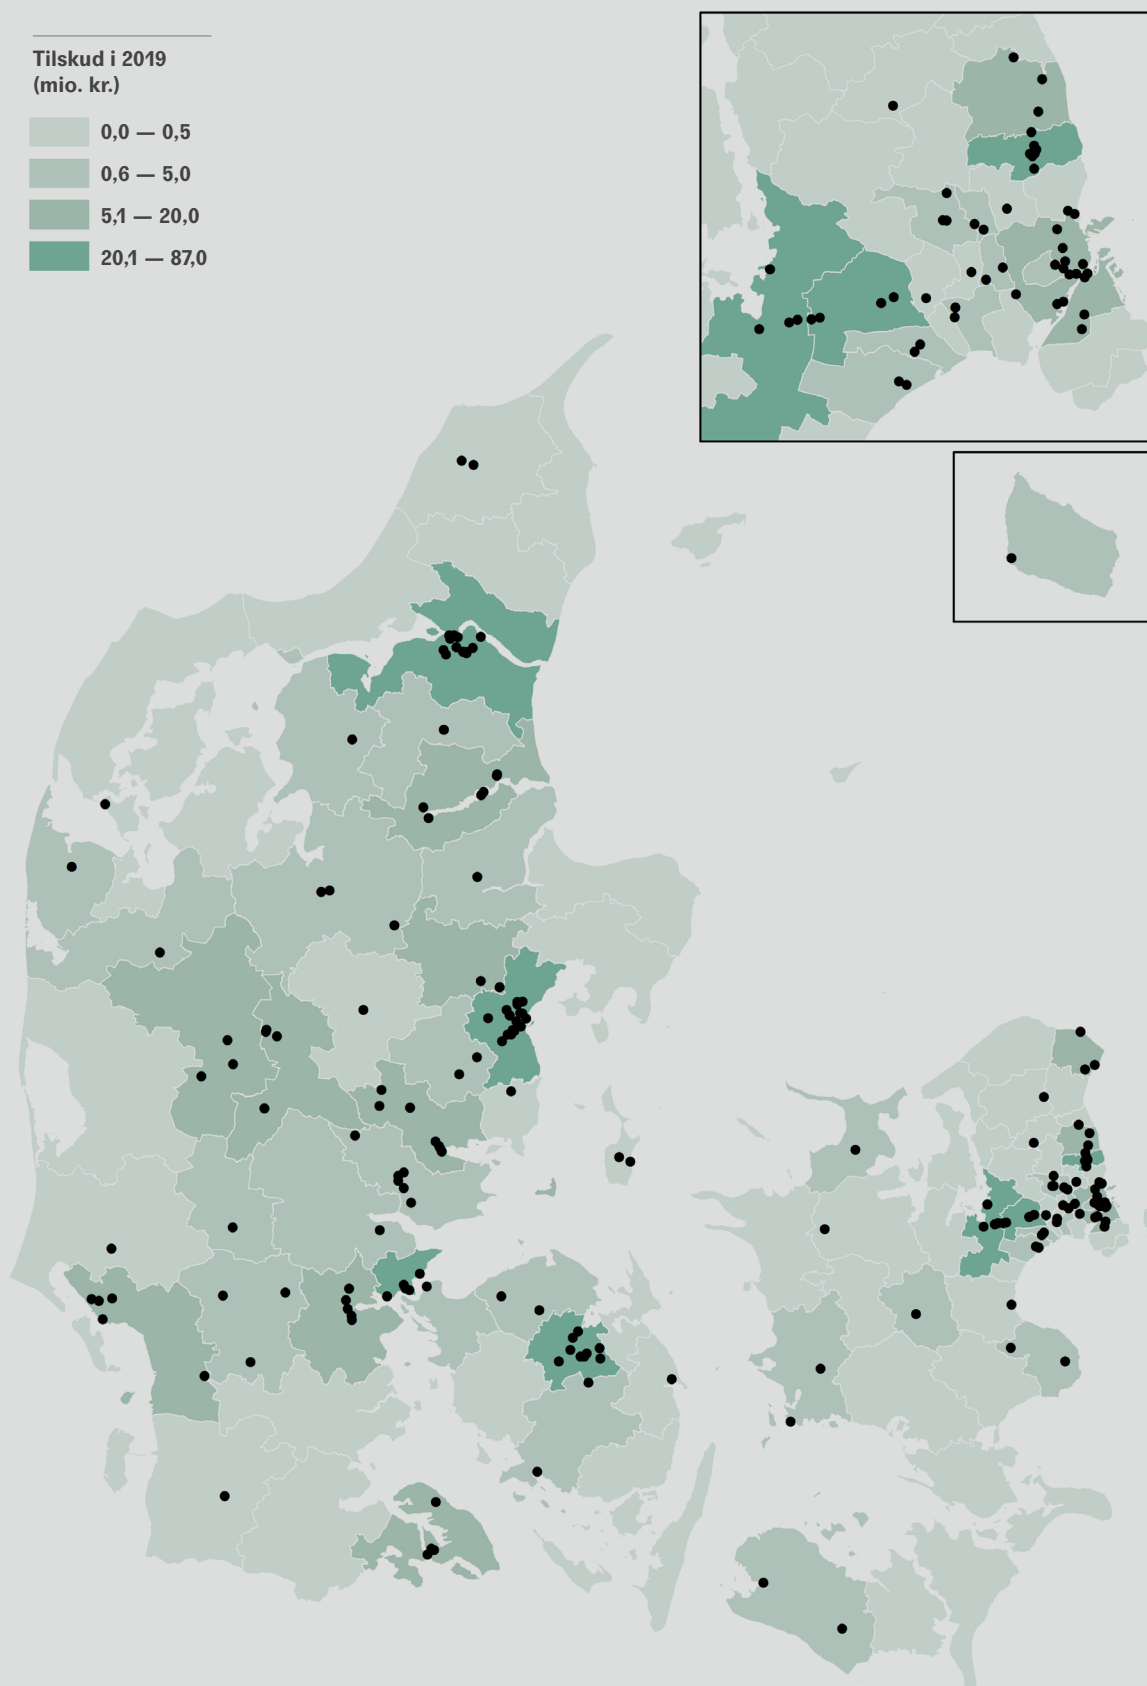 Tilskud i 2019
(mio. kr.)
0,0 — 0,5
0,6 — 5,0
5,1 — 20,0
20,1 — 87,0